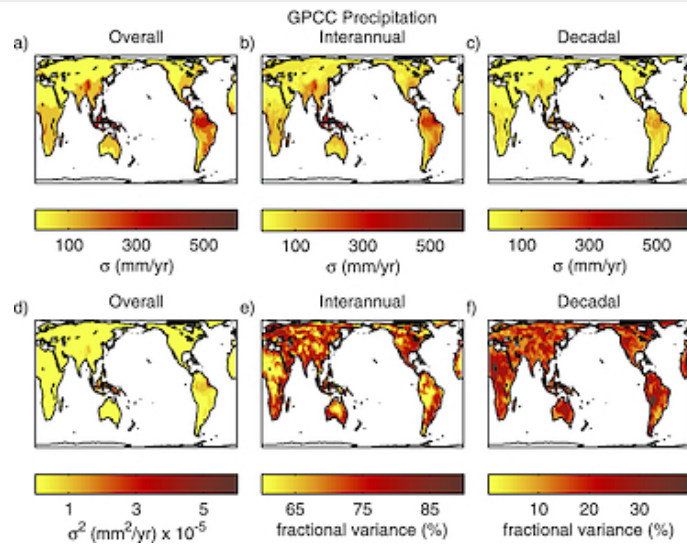 GPCC Precipitation
a) Overall b) Interannual c) Decadal
100 300 500 100 300 500 100 300 500
σ (mm/yr) σ (mm/yr) σ (mm/yr)
d) Overall e) Interannual f) Decadal
1 3 5 65 75 85 10 20 30
σ² (mm²/yr) x 10⁻⁵ fractional variance (%) fractional variance (%)